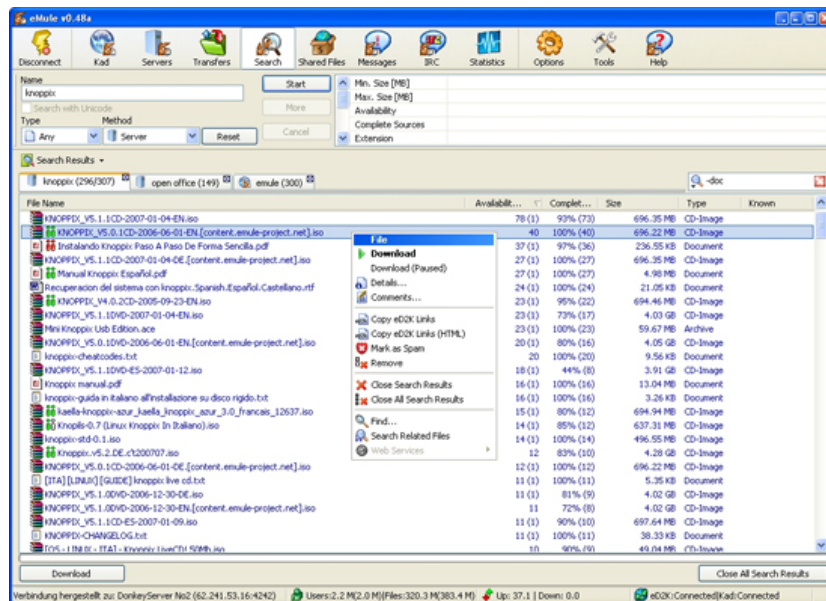 eMule v0.48a
Disconnect Kad Servers Transfers Search Shared Files Messages IRC Statistics Options Tools Help
Name
knoppix
Search with Unicode
Type Method
Any Server Reset
Start
More
Cancel
Min. Size [MB]
Max. Size [MB]
Availability
Complete Sources
Extension
Search Results
knoppix (296/307) open office (149) emule (300) -doc
File Name Availabilit... Complet... Size Type Known
KNOPPIX_V5.1.1CD-2007-01-04-EN.iso 78 (1) 93% (73) 696.35 MB CD-Image
KNOPPIX_V5.0.1CD-2006-06-01-EN.[content.emule-project.net].iso 40 100% (40) 696.22 MB CD-Image
Instalando Knoppix Paso A Paso De Forma Sencilla.pdf 37 (1) 97% (36) 236.55 KB Document
KNOPPIX_V5.1.1CD-2007-01-04-DE.[content.emule-project.net].iso 27 (1) 100% (27) 696.35 MB CD-Image
Manual Knoppix Español.pdf 27 (1) 100% (27) 4.98 MB Document
Recuperacion del sistema con knoppix.Spanish.Español.Castellano.rtf 24 (1) 100% (24) 21.05 KB Document
KNOPPIX_V4.0.2CD-2005-09-23-EN.iso 23 (1) 95% (22) 694.46 MB CD-Image
KNOPPIX_V5.1.1DVD-2007-01-04-EN.iso 23 (1) 73% (17) 4.03 GB CD-Image
Mini Knoppix Usb Edition.ace 23 (1) 100% (23) 59.67 MB Archive
KNOPPIX_V5.0.1DVD-2006-06-01-EN.[content.emule-project.net].iso 20 (1) 80% (16) 4.05 GB CD-Image
knoppix-cheatcodes.txt 20 100% (20) 9.56 KB Document
KNOPPIX_V5.1.1DVD-ES-2007-01-12.iso 18 (1) 44% (8) 3.91 GB CD-Image
Knoppix manual.pdf 16 (1) 100% (16) 13.04 MB Document
knoppix-guida in italiano all'installazione su disco rigido.txt 16 (1) 100% (16) 3.26 KB Document
kaella-knoppix-azur_kaella_knoppix_azur_3.0_francais_12637.iso 15 (1) 80% (12) 694.94 MB CD-Image
Knopils-0.7 (Linux Knoppix In Italiano).iso 14 (1) 85% (12) 637.31 MB CD-Image
knoppix-std-0.1.iso 14 (1) 100% (14) 496.55 MB CD-Image
12 83% (10) 4.28 GB CD-Image
KNOPPIX_V5.0.1CD-2006-06-01-DE.[content.emule-project.net].iso 12 (1) 100% (12) 696.22 MB CD-Image
[ITA] [LINUX] [GUIDE] knoppix live cd.txt 11 (1) 100% (11) 5.35 KB Document
KNOPPIX_V5.1.0DVD-2006-12-30-DE.iso 11 (1) 81% (9) 4.02 GB CD-Image
KNOPPIX_V5.1.0DVD-2006-12-30-EN.[content.emule-project.net].iso 11 72% (8) 4.02 GB CD-Image
KNOPPIX_V5.1.1CD-ES-2007-01-09.iso 11 (1) 90% (10) 697.64 MB CD-Image
KNOPPIX-CHANGELOG.txt 11 (1) 100% (11) 38.33 KB Document
[OS - LINUX - ITA] - Knoppix LiveCD! 50Mb.iso 10 90% (9) 49.04 MB CD-Image
File
Download
Download (Paused)
Details...
Comments...
Copy eD2K Links
Copy eD2K Links (HTML)
Mark as Spam
Remove
Close Search Results
Close All Search Results
Find...
Search Related Files
Web Services
Download Close All Search Results
Verbindung hergestellt zu: DonkeyServer No2 (62.241.53.16:4242) Users:2.2 M(2.0 M)|Files:320.3 M(383.4 M) Up: 37.1 | Down: 0.0 eD2K:Connected|Kad:Connected